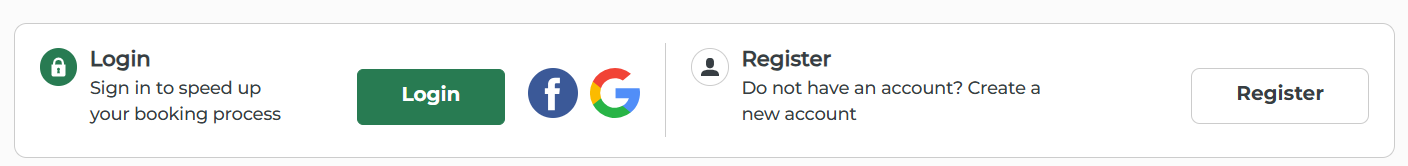 Login
Sign in to speed up
your booking process
Login
Register
Do not have an account? Create a
new account
Register